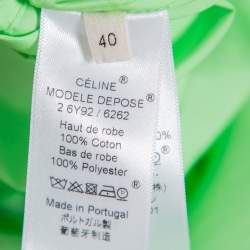 40
CÉLINE®
MODELE DEPOSE®
2 6Y92 / 6262
Haut de robe
100% Coton
Bas de robe
100% Polyester
Made in Portugal
ポルトガル製
葡萄牙制造